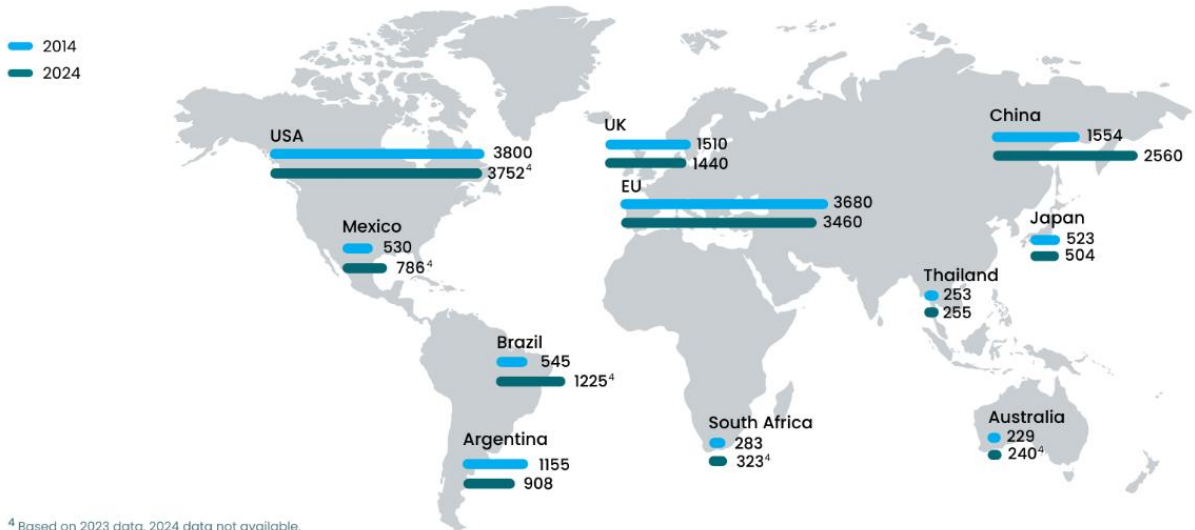 2014
2024
USA
3800
3752⁴
Mexico
530
786⁴
Brazil
545
1225⁴
Argentina
1155
908
UK
1510
1440
EU
3680
3460
South Africa
283
323⁴
China
1554
2560
Japan
523
504
Thailand
253
255
Australia
229
240⁴
⁴ Based on 2023 data, 2024 data not available.